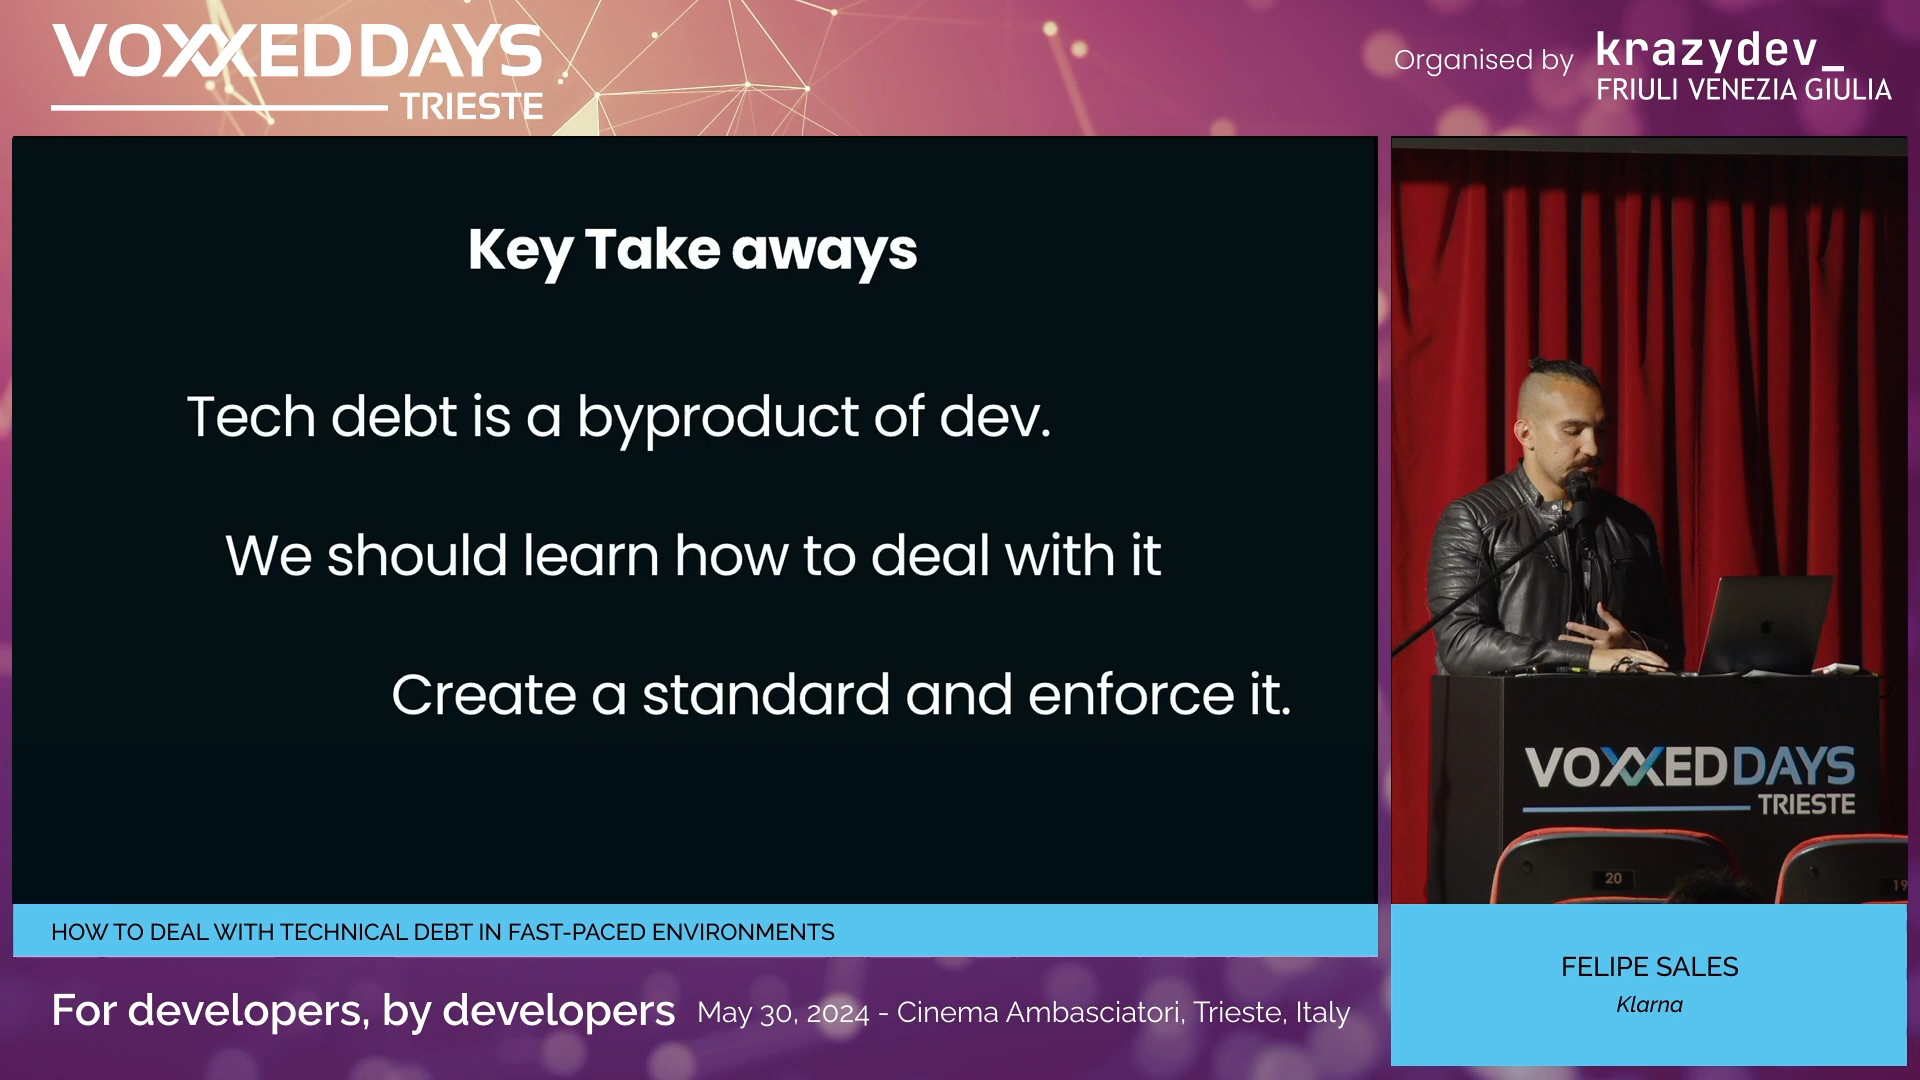 VOXXEDDAYS
TRIESTE
Organised by
krazydev_
FRIULI VENEZIA GIULIA
Key Take aways
Tech debt is a byproduct of dev.
We should learn how to deal with it
Create a standard and enforce it.
VOXXEDDAYS
TRIESTE
20
19
HOW TO DEAL WITH TECHNICAL DEBT IN FAST-PACED ENVIRONMENTS
FELIPE SALES
Klarna
For developers, by developers May 30, 2024 - Cinema Ambasciatori, Trieste, Italy